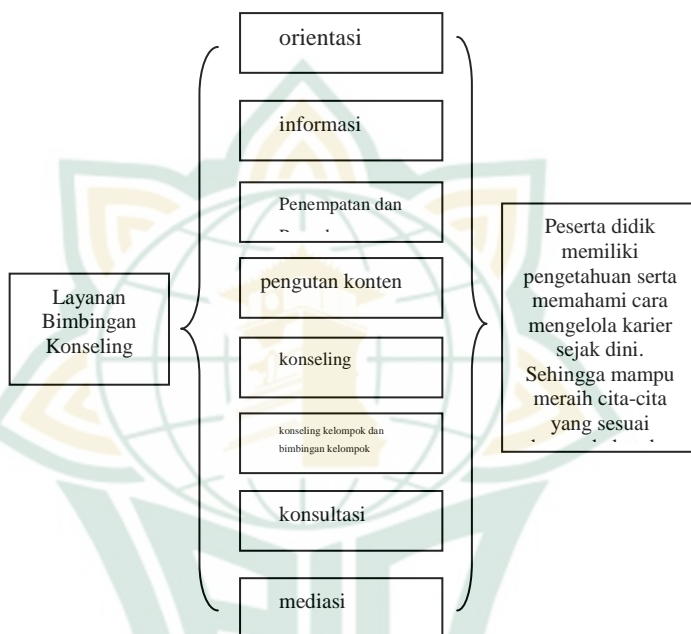 Layanan
Bimbingan
Konseling
orientasi
informasi
Penempatan dan
pengutan konten
konseling
konseling kelompok dan
bimbingan kelompok
konsultasi
mediasi
Peserta didik
memiliki
pengetahuan serta
memahami cara
mengelola karier
sejak dini.
Sehingga mampu
meraih cita-cita
yang sesuai